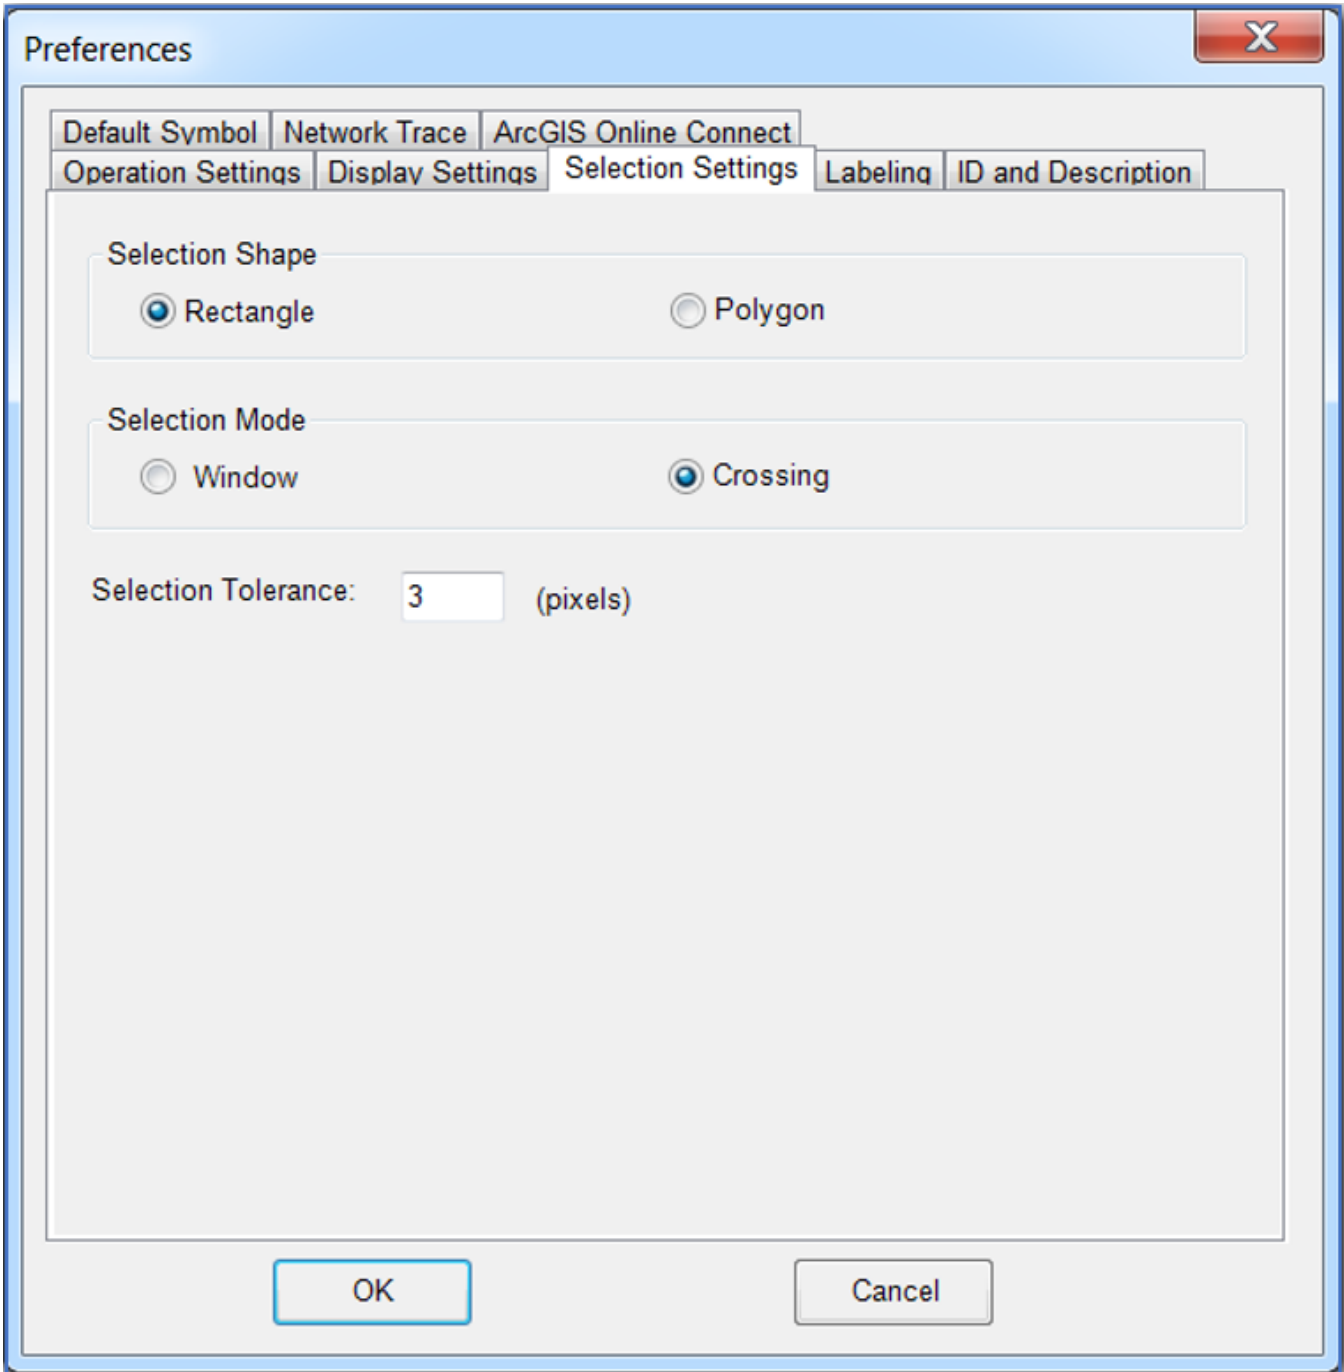 Preferences
X
Default Symbol Network Trace ArcGIS Online Connect
Operation Settings Display Settings Selection Settings Labeling ID and Description
Selection Shape
Rectangle Polygon
Selection Mode
Window Crossing
Selection Tolerance: 3 (pixels)
OK Cancel